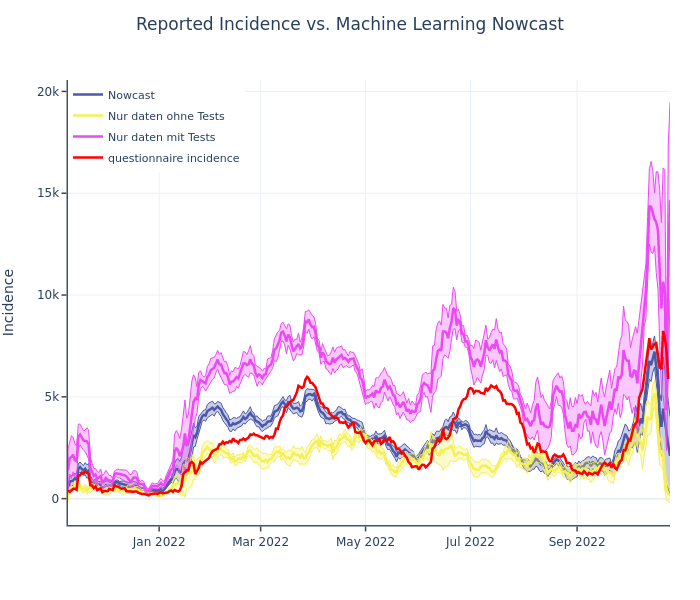 Reported Incidence vs. Machine Learning Nowcast
Incidence
20k
15k
10k
5k
0
Nowcast
Nur daten ohne Tests
Nur daten mit Tests
questionnaire incidence
Jan 2022
Mar 2022
May 2022
Jul 2022
Sep 2022